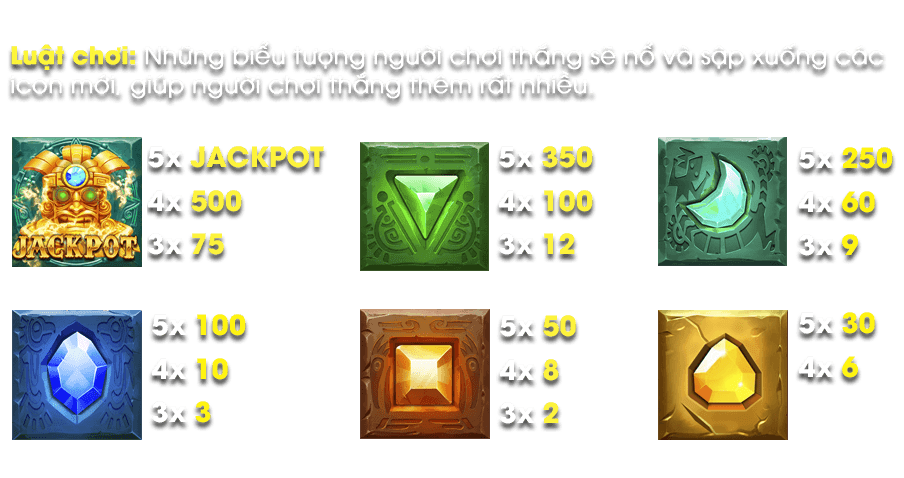 Luật chơi: Những biểu tượng người chơi thắng sẽ nổ và sập xuống các
icon mới, giúp người chơi thắng thêm rất nhiều.
JACKPOT
5x JACKPOT
4x 500
3x 75
5x 350
4x 100
3x 12
5x 250
4x 60
3x 9
5x 100
4x 10
3x 3
5x 50
4x 8
3x 2
5x 30
4x 6